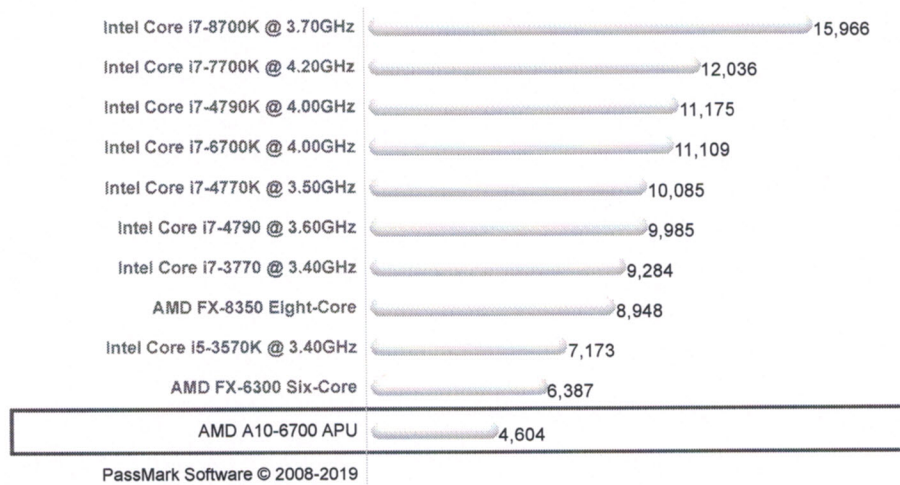 Intel Core i7-8700K @ 3.70GHz 15,966
Intel Core i7-7700K @ 4.20GHz 12,036
Intel Core i7-4790K @ 4.00GHz 11,175
Intel Core i7-6700K @ 4.00GHz 11,109
Intel Core i7-4770K @ 3.50GHz 10,085
Intel Core i7-4790 @ 3.60GHz 9,985
Intel Core i7-3770 @ 3.40GHz 9,284
AMD FX-8350 Eight-Core 8,948
Intel Core i5-3570K @ 3.40GHz 7,173
AMD FX-6300 Six-Core 6,387
AMD A10-6700 APU 4,604
PassMark Software © 2008-2019